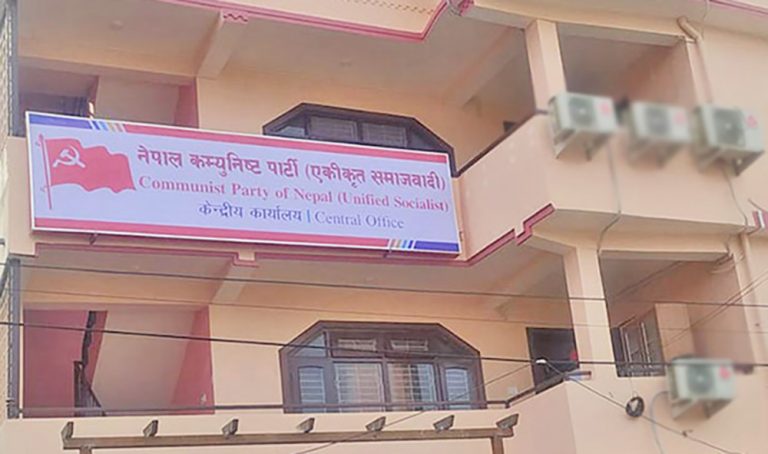 नेपाल कम्युनिष्ट पार्टी (एकीकृत समाजवादी)
Communist Party of Nepal (Unified Socialist)
केन्द्रीय कार्यालय | Central Office